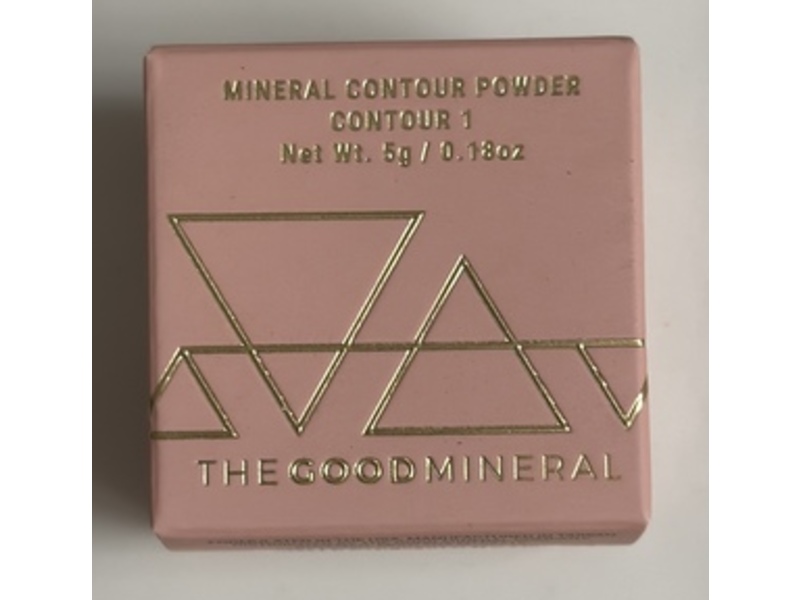 MINERAL CONTOUR POWDER
CONTOUR 1
Net Wt. 5g / 0.18oz
THE GOOD MINERAL